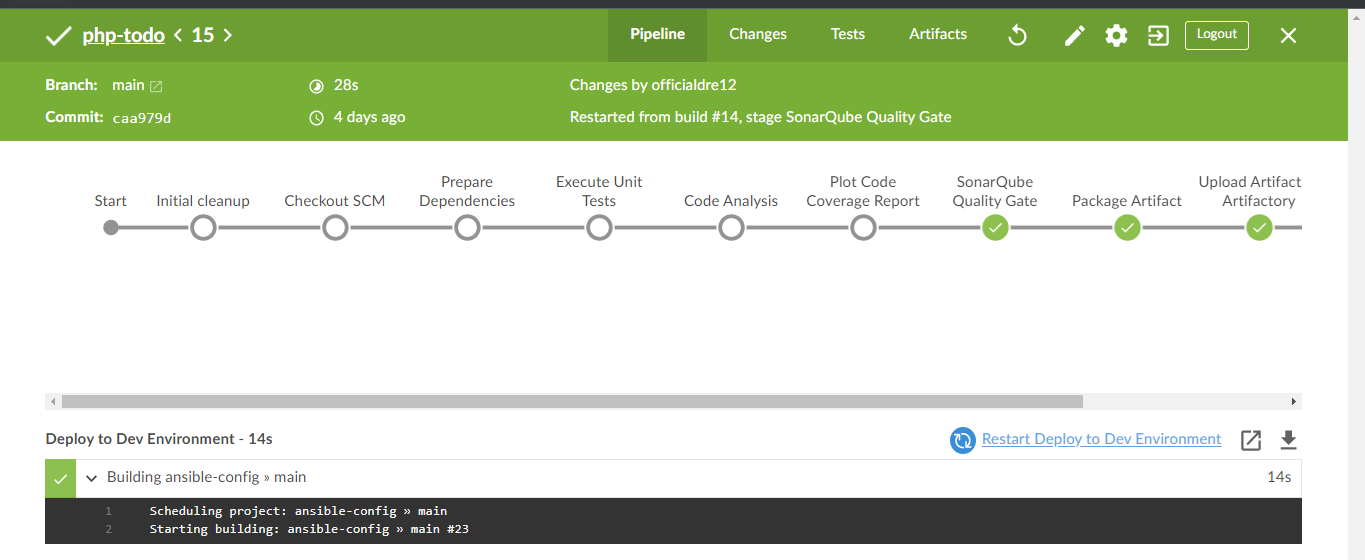 php-todo < 15 > Pipeline Changes Tests Artifacts Logout
Branch: main 28s Changes by officialdre12
Commit: caa979d 4 days ago Restarted from build #14, stage SonarQube Quality Gate
Start
Initial cleanup
Checkout SCM
Prepare
Dependencies
Execute Unit
Tests
Code Analysis
Plot Code
Coverage Report
SonarQube
Quality Gate
Package Artifact
Upload Artifact
Artifactory
Deploy to Dev Environment - 14s Restart Deploy to Dev Environment
Building ansible-config » main 14s
1 Scheduling project: ansible-config » main
2 Starting building: ansible-config » main #23